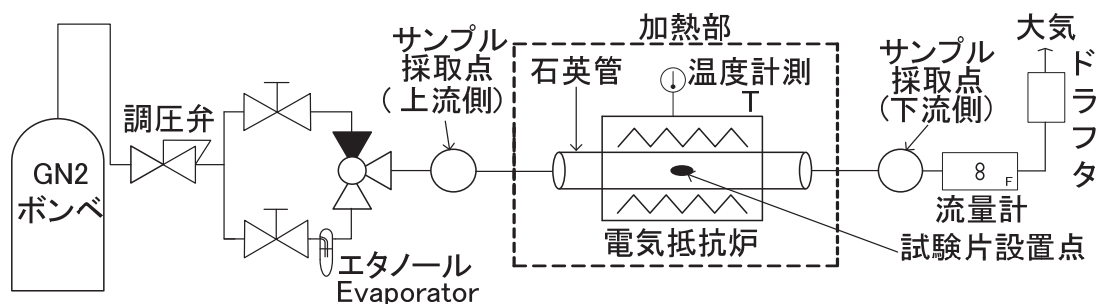 GN2
ボンベ
調圧弁
エタノール
Evaporator
サンプル
採取点
(上流側)
加熱部
石英管
温度計測
T
電気抵抗炉
試験片設置点
サンプル
採取点
(下流側)
8
F
流量計
大気
ドラフタ